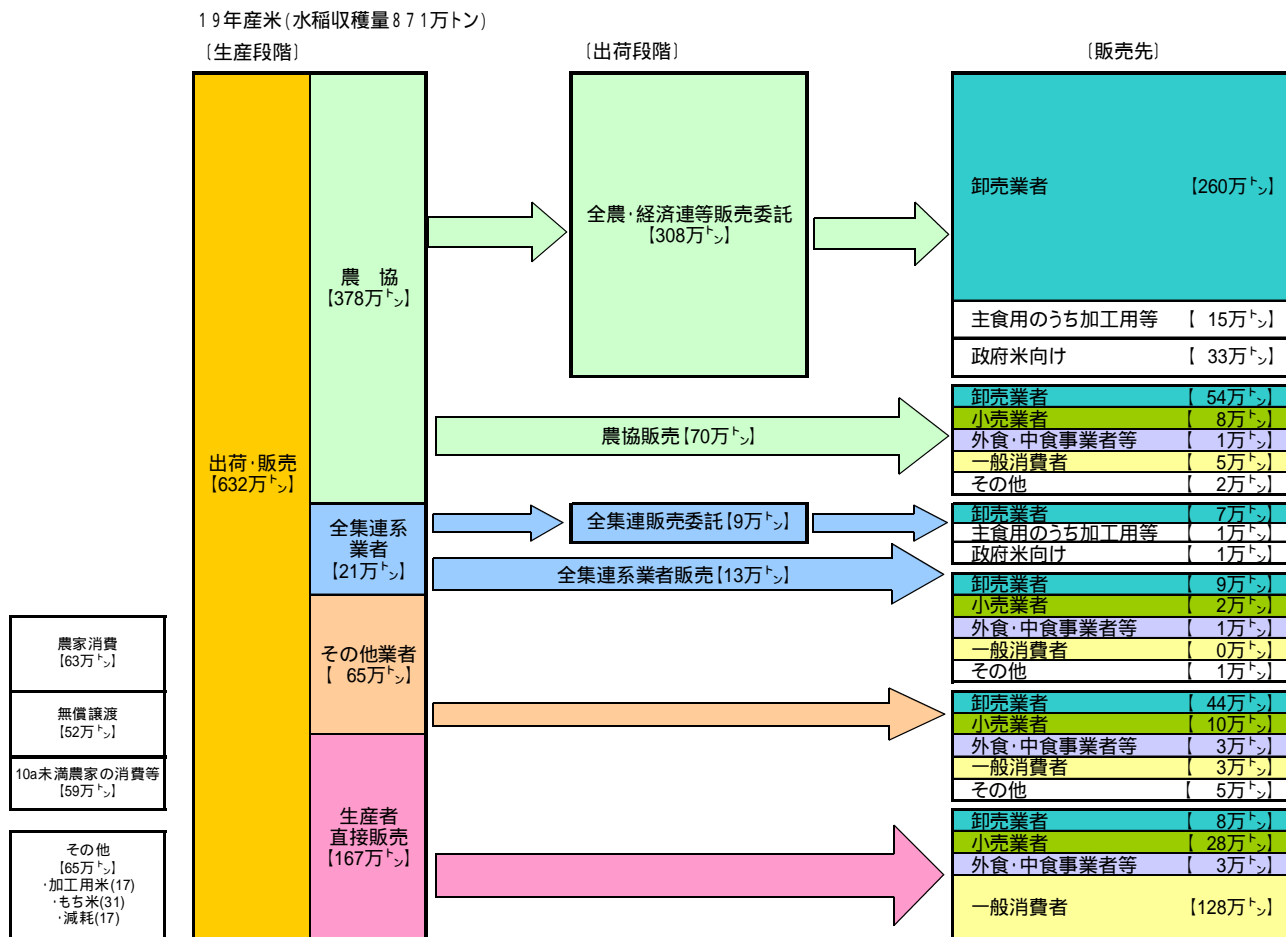 19年産米(水稲収穫量871万トン)
〔生産段階〕
〔出荷段階〕
〔販売先〕
出荷・販売
【632万トン】
農　協
【378万トン】
全集連系
業者
【21万トン】
その他業者
【 65万トン】
生産者
直接販売
【167万トン】
農家消費
【63万トン】
無償譲渡
【52万トン】
10a未満農家の消費等
【59万トン】
その他
【65万トン】
・加工用米(17)
・もち米(31)
・減耗(17)
全農・経済連等販売委託
【308万トン】
農協販売【70万トン】
全集連販売委託【9万トン】
全集連系業者販売【13万トン】
卸売業者 【260万トン】
主食用のうち加工用等 【 15万トン】
政府米向け 【 33万トン】
卸売業者 【 54万トン】
小売業者 【 8万トン】
外食・中食事業者等 【 1万トン】
一般消費者 【 5万トン】
その他 【 2万トン】
卸売業者 【 7万トン】
主食用のうち加工用等 【 1万トン】
政府米向け 【 1万トン】
卸売業者 【 9万トン】
小売業者 【 2万トン】
外食・中食事業者等 【 1万トン】
一般消費者 【 0万トン】
その他 【 1万トン】
卸売業者 【 44万トン】
小売業者 【 10万トン】
外食・中食事業者等 【 3万トン】
一般消費者 【 3万トン】
その他 【 5万トン】
卸売業者 【 8万トン】
小売業者 【 28万トン】
外食・中食事業者等 【 3万トン】
一般消費者 【128万トン】